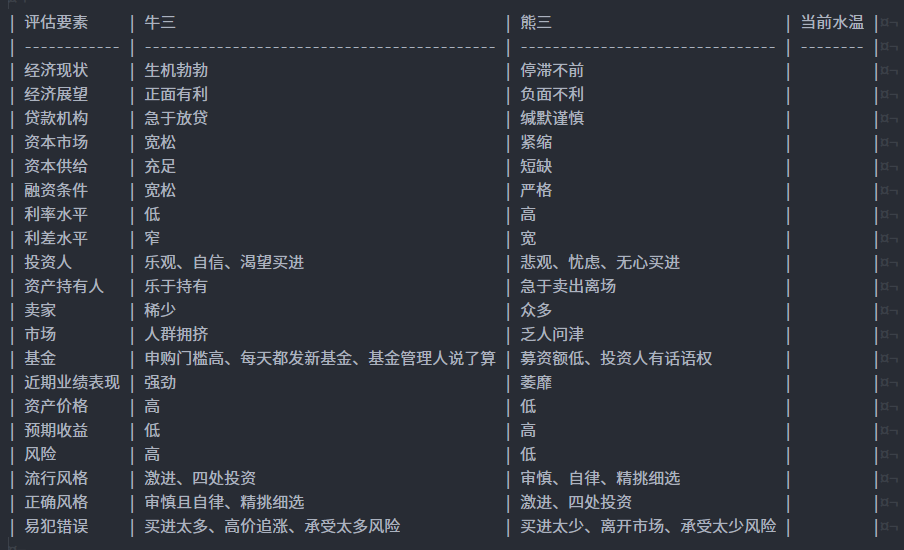 | 评估要素 | 牛三 | 熊三 | 当前水温 |
| ------------ | -------------------------------------------- | -------------------------------- | -------- |
| 经济现状 | 生机勃勃 | 停滞不前 | |
| 经济展望 | 正面有利 | 负面不利 | |
| 贷款机构 | 急于放贷 | 缄默谨慎 | |
| 资本市场 | 宽松 | 紧缩 | |
| 资本供给 | 充足 | 短缺 | |
| 融资条件 | 宽松 | 严格 | |
| 利率水平 | 低 | 高 | |
| 利差水平 | 窄 | 宽 | |
| 投资人 | 乐观、自信、渴望买进 | 悲观、忧虑、无心买进 | |
| 资产持有人 | 乐于持有 | 急于卖出离场 | |
| 卖家 | 稀少 | 众多 | |
| 市场 | 人群拥挤 | 乏人问津 | |
| 基金 | 申购门槛高、每天都发新基金、基金管理人说了算 | 募资额低、投资人有话语权 | |
| 近期业绩表现 | 强劲 | 萎靡 | |
| 资产价格 | 高 | 低 | |
| 预期收益 | 低 | 高 | |
| 风险 | 高 | 低 | |
| 流行风格 | 激进、四处投资 | 审慎、自律、精挑细选 | |
| 正确风格 | 审慎且自律、精挑细选 | 激进、四处投资 | |
| 易犯错误 | 买进太多、高价追涨、承受太多风险 | 买进太少、离开市场、承受太少风险 | |